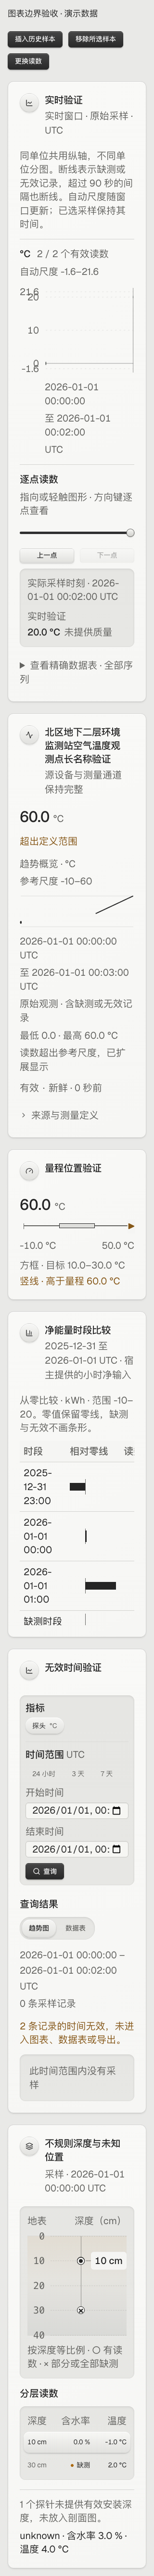 图表边界验收 · 演示数据
插入历史样本
移除所选样本
更换读数
实时验证
实时窗口 · 原始采样 ·
UTC
同单位共用纵轴，不同单
位分图。断线表示缺测或
无效记录，超过 90 秒的间
隔也断线。自动尺度随窗
口更新；已选采样保持其
时间。
°C 2 / 2 个有效读数
自动尺度 -1.6–21.6
21.6
20
10
0
-1.6
2026-01-01
00:00:00
至 2026-01-01
00:02:00
UTC
逐点读数
指向或轻触图形 · 方向键逐
点查看
上一点
下一点
实际采样时刻 · 2026-
01-01 00:02:00 UTC
实时验证
20.0 °C 未提供质量
▶ 查看精确数据表 · 全部序
列
北区地下二层环境
监测站空气温度观
测点长名称验证
源设备与测量通道
保持完整
60.0 °C
超出定义范围
趋势概览 · °C
参考尺度 -10–60
2026-01-01 00:00:00
UTC
至 2026-01-01 00:03:00
UTC
原始观测 · 含缺测或无效记
录
最低 0.0 · 最高 60.0 °C
读数超出参考尺度，已扩
展显示
有效 · 新鲜 · 0 秒前
来源与测量定义
量程位置验证
60.0 °C
-10.0 °C
50.0 °C
方框 · 目标 10.0–30.0 °C
竖线 · 高于量程 60.0 °C
净能量时段比较
2025-12-31 至
2026-01-01 UTC · 宿
主提供的小时净输入
从零比较 · kWh · 范围 -10–
20。零值保留零线，缺测
与无效不画条形。
时段 相对零线 读
2025-
12-31
23:00
2026-
01-01
00:00
2026-
01-01
01:00
缺测时段
无效时间验证
指标
探头 °C
时间范围 UTC
24 小时 3 天 7 天
开始时间
2026/01/01, 00:
结束时间
2026/01/01, 00:
查询
查询结果
趋势图 数据表
2026-01-01 00:00:00 –
2026-01-01 00:02:00
UTC
0 条采样记录
2 条记录的时间无效，未进
入图表、数据表或导出。
此时间范围内没有采
样
不规则深度与未知
位置
采样 · 2026-01-01
00:00:00 UTC
地表 深度（cm）
0
10
10 cm
20
30
40
按深度等比例 · ○ 有读
数 · × 部分或全部缺测
分层读数
深度 含水率 温度
10 cm 0.0 % -1.0 °C
30 cm 缺测 2.0 °C
1 个探针未提供有效安装深
度，未放入剖面图。
unknown · 含水率 3.0 % ·
温度 4.0 °C